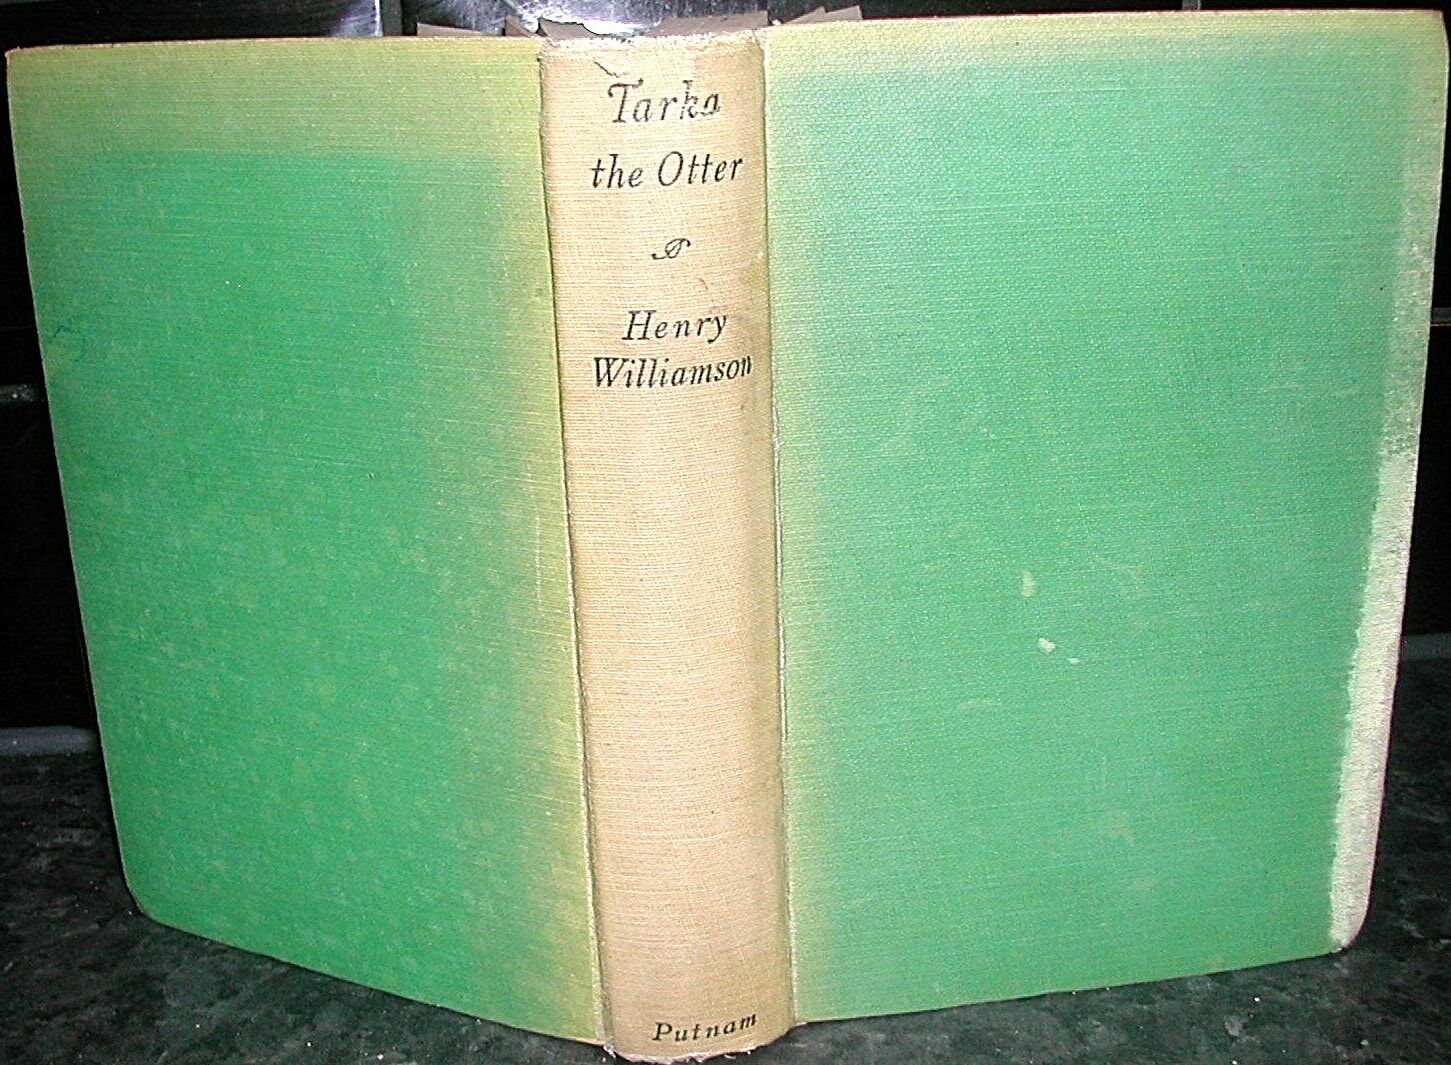 Tarka
the Otter
Henry
Williamson
Putnam